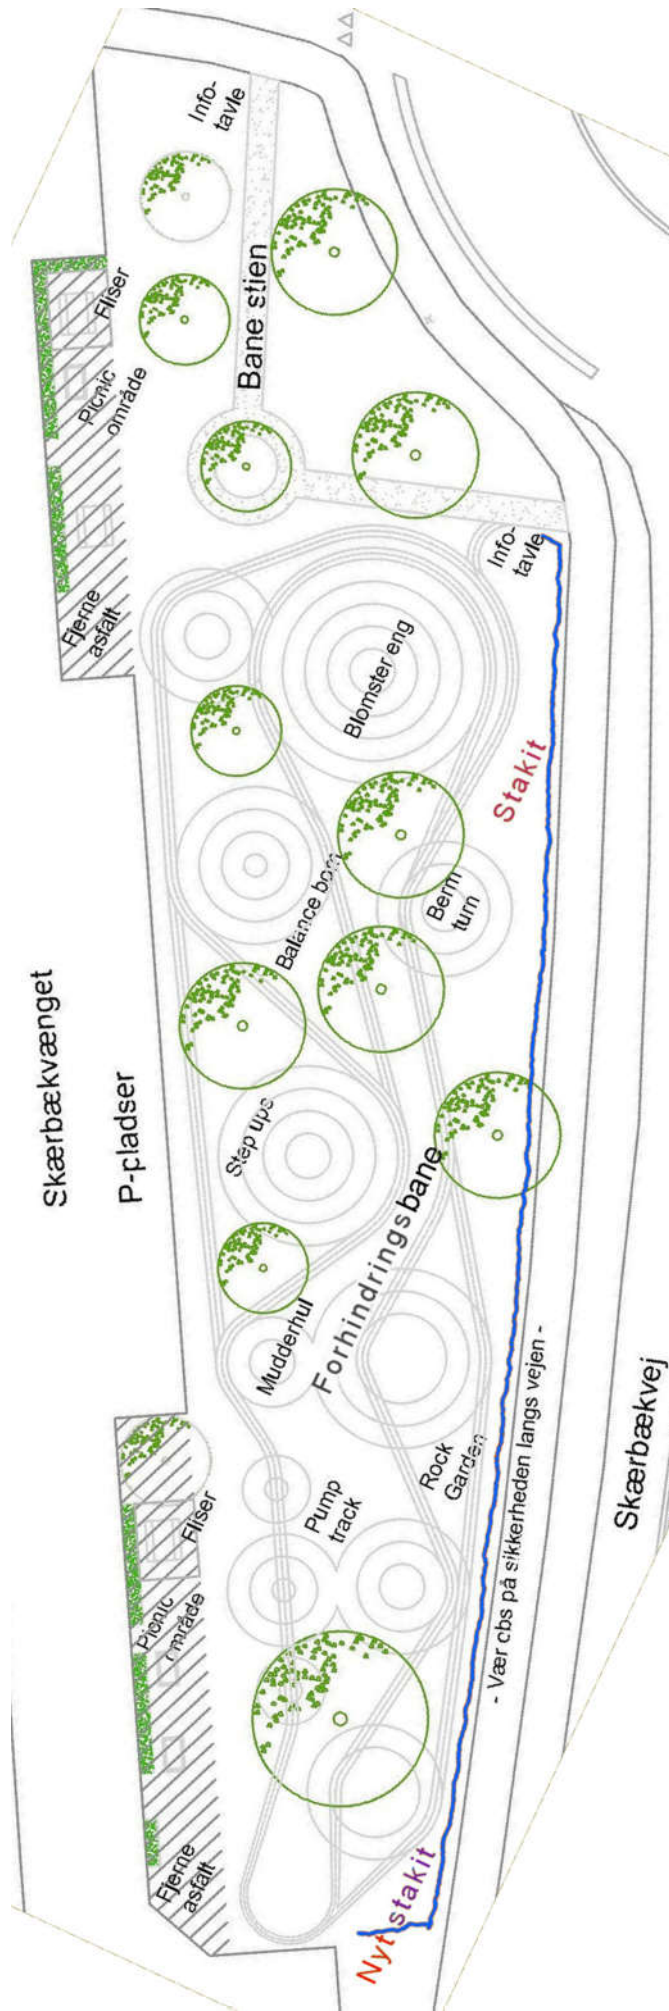 Info-
tavle
Bane stien
Fliser
Picnic
område
Fjerne
asfalt
Info-
tavle
Blomster eng
Stakit
Balance bom
Berm
turn
Skærbækvænget
P-pladser
Step ups
Forhindringsbane
Mudderhul
Rock
Garden
Pump
track
- Vær obs på sikkerheden langs vejen -
Skærbækvej
Fliser
Picnic
område
Fjerne
asfalt
Nyt stakit